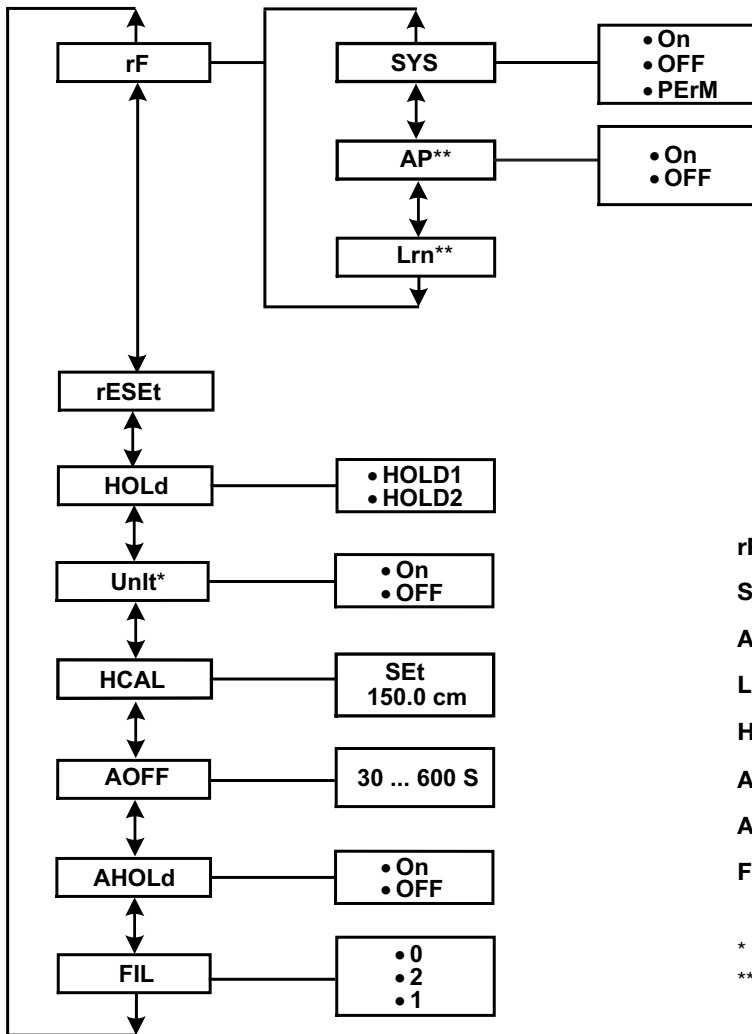 rF
SYS
• On
• OFF
• PErM
AP**
• On
• OFF
Lrn**
rESEt
HOLd
• HOLD1
• HOLD2
UnIt*
• On
• OFF
HCAL
SEt
150.0 cm
AOFF
30 ... 600 S
AHOLd
• On
• OFF
FIL
• 0
• 2
• 1
S
A
L
H
A
A
F
*
**